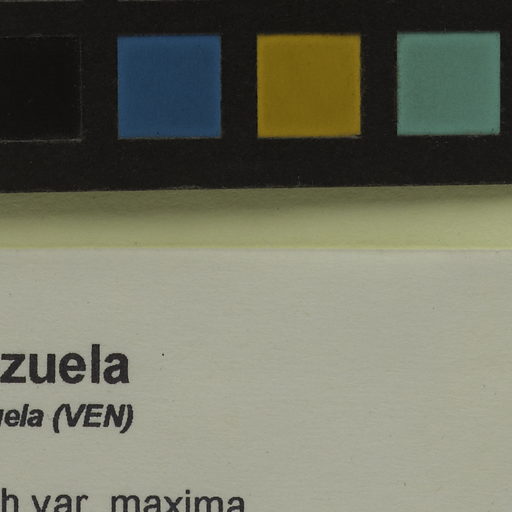 zuela
uela (VEN)
h var. maxima